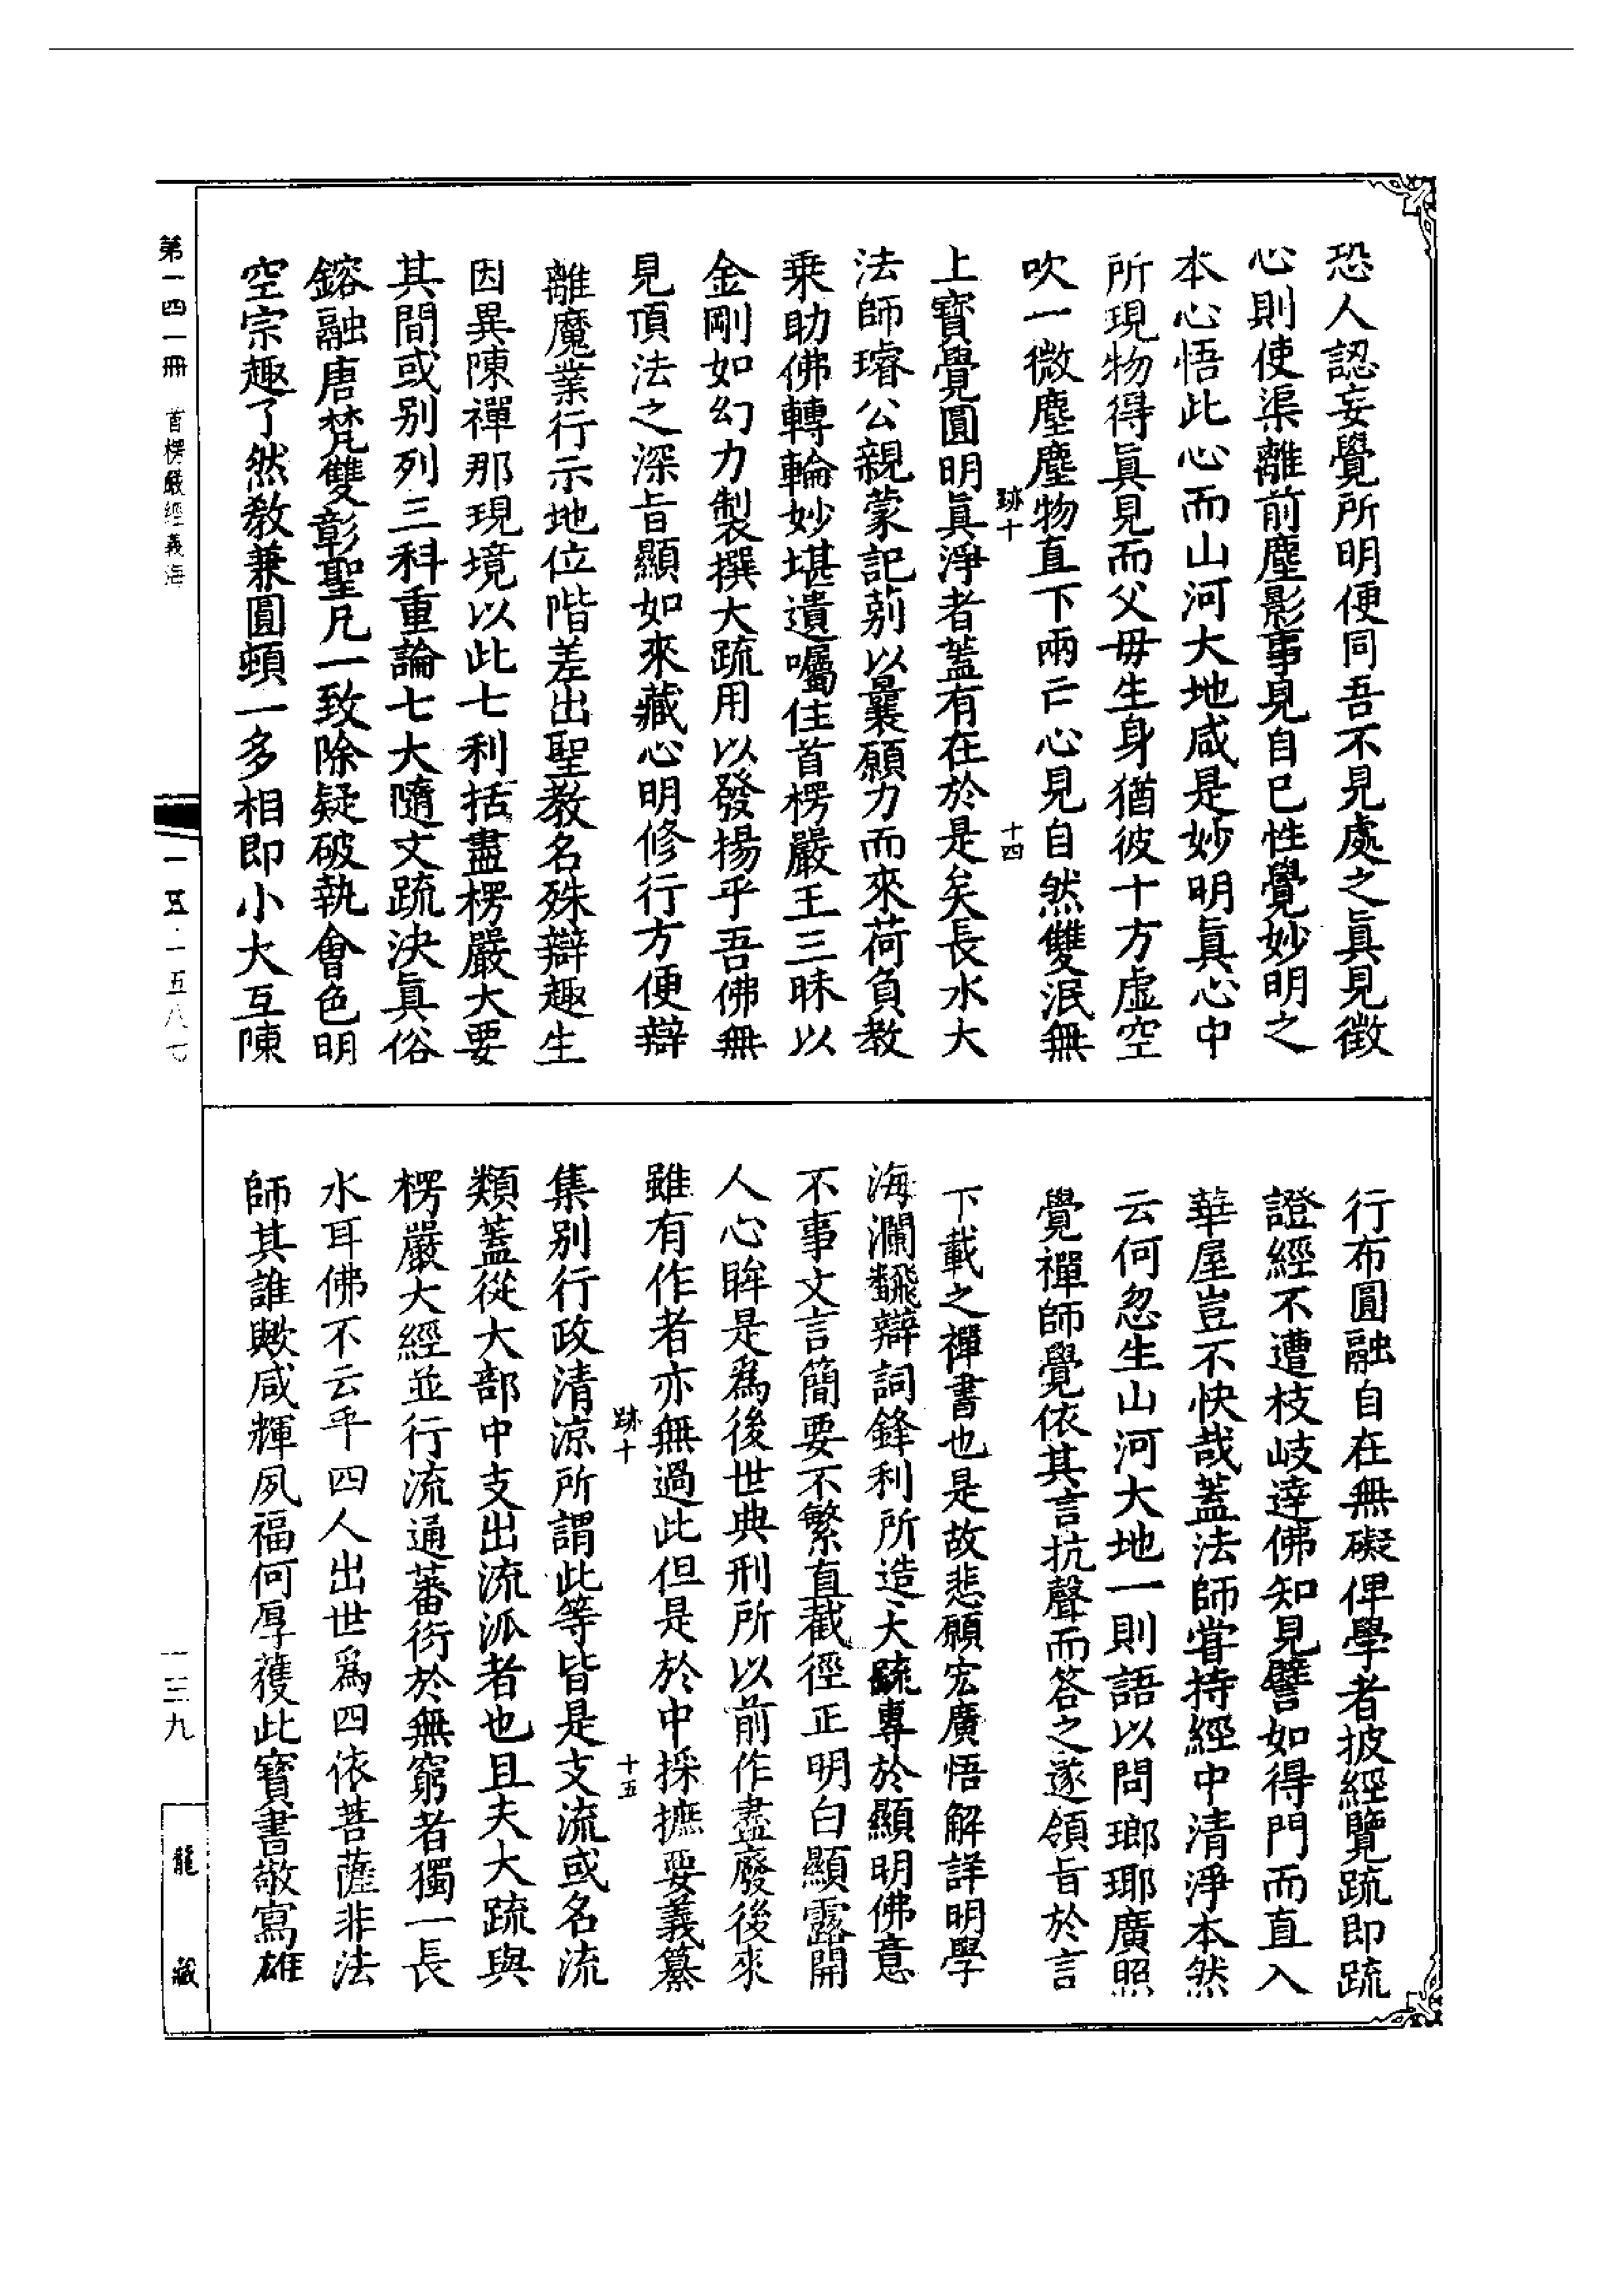 恐人認妄覺所明便同吾不見處之眞見徵
心則使渠離前塵影事見自已性覺妙明之
本心悟此心而山河大地咸是妙明眞心中
所現物得眞見而父毋生身猶彼十方虛空
吹一微塵塵物直下兩亡心見自然雙泯無
跡十
十四
上寳覺圓明眞淨者蓋有在於是矣長水大
法師璿公親蒙記莂以曩願力而來荷負教
乗助佛轉輪妙堪遺囑住首楞嚴王三昧以
金剛如幻力製撰大疏用以發揚乎吾佛無
見頂法之深旨顯如來藏心明修行方便辯
離魔業行示地位階差出聖教名殊辯趣生
因異陳禪那現境以此七利括盡楞嚴大要
其間或别列三科重論七大隨文疏決眞俗
鎔融唐梵雙彰聖凡一致除疑破執會色明
空宗趣了然敎兼圓頓一多相即小大互陳
行布圓融自在無礙俾學者披經覽疏即疏
證經不遭枝岐達佛知見譬如得門而直入
華屋豈不快哉蓋法師甞持經中清淨本然
云何忽生山河大地一則語以問瑯瑘廣照
覺禪師覺依其言抗聲而答之遂領旨於言
下載之禪書也是故悲願宏廣悟解詳明學
海瀾飜辯詞鋒利所造大疏專於顯明佛意
不事文言簡要不繁直截徑正明白顯露開
人心眸是爲後世典刑所以前作盡廢後來
雖有作者亦無過此但是於中採摭要義纂
跡十
十五
集别行政清涼所謂此等皆是支流或名流
類蓋從大部中支出流派者也且夫大疏與
楞嚴大經並行流通蕃衍於無窮者獨一長
水耳佛不云乎四人出世爲四依菩薩非法
師其誰歟咸輝夙福何厚獲此寳書敬寫雄
第一四一冊
首楞嚴經義海
一五·一五八七
一三九
龍藏